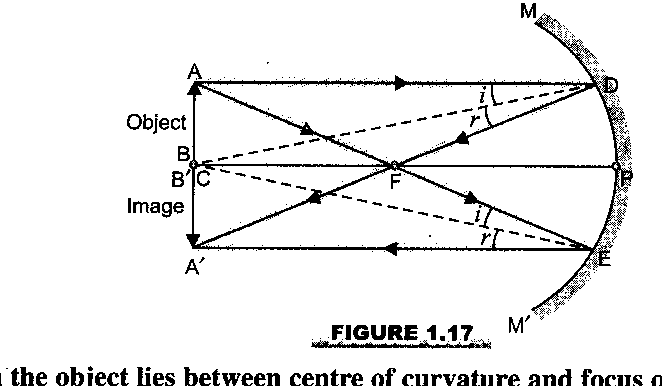 M
A
D
i
r
Object
B
B' C
F
P
Image
i
r
A'
E
M'
FIGURE 1.17
the object lies between centre of curvature and focus